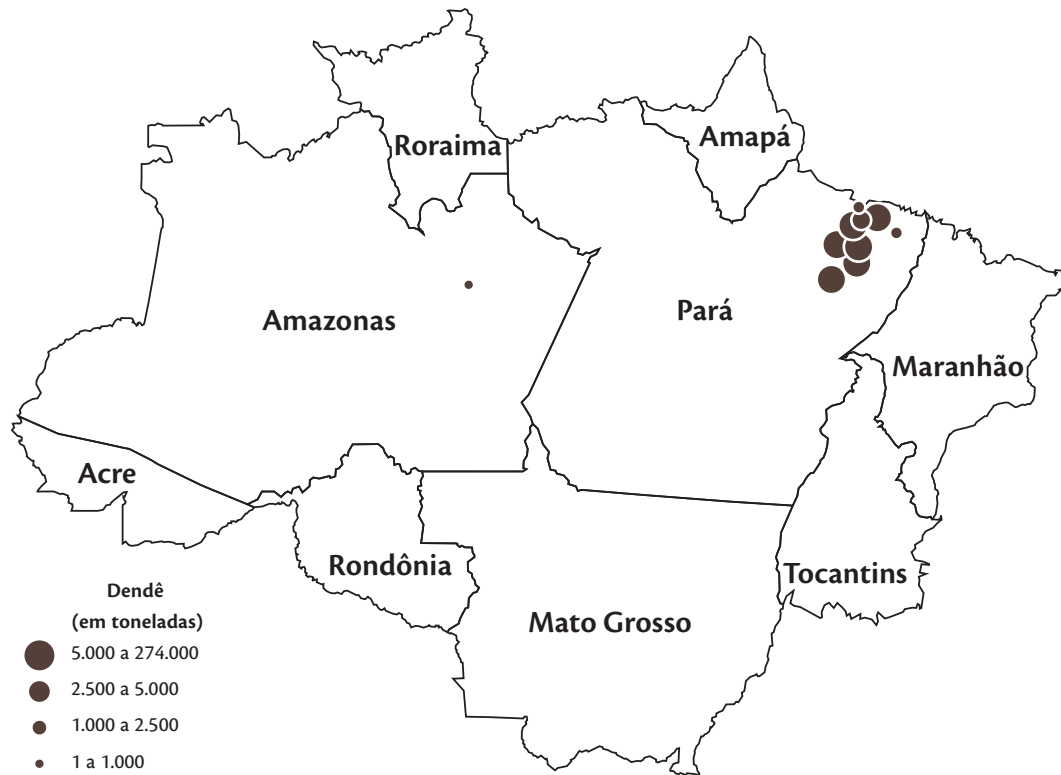 Roraima
Amapá
Amazonas
Pará
Maranhão
Acre
Rondônia
Tocantins
Mato Grosso
Dendê
(em toneladas)
5.000 a 274.000
2.500 a 5.000
1.000 a 2.500
1 a 1.000